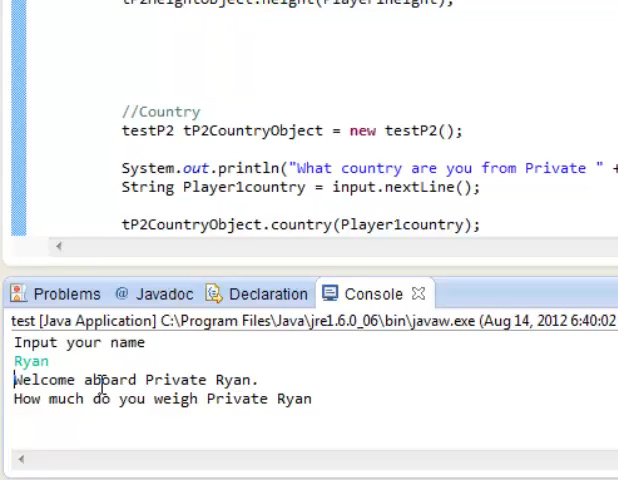 tP2HeightObject.height(Player1height);
//Country
testP2 tP2CountryObject = new testP2();
System.out.println("What country are you from Private " +
String Player1country = input.nextLine();
tP2CountryObject.country(Player1country);
Problems @ Javadoc Declaration Console
test [Java Application] C:\Program Files\Java\jre1.6.0_06\bin\javaw.exe (Aug 14, 2012 6:40:02
Input your name
Ryan
Welcome aboard Private Ryan.
How much do you weigh Private Ryan